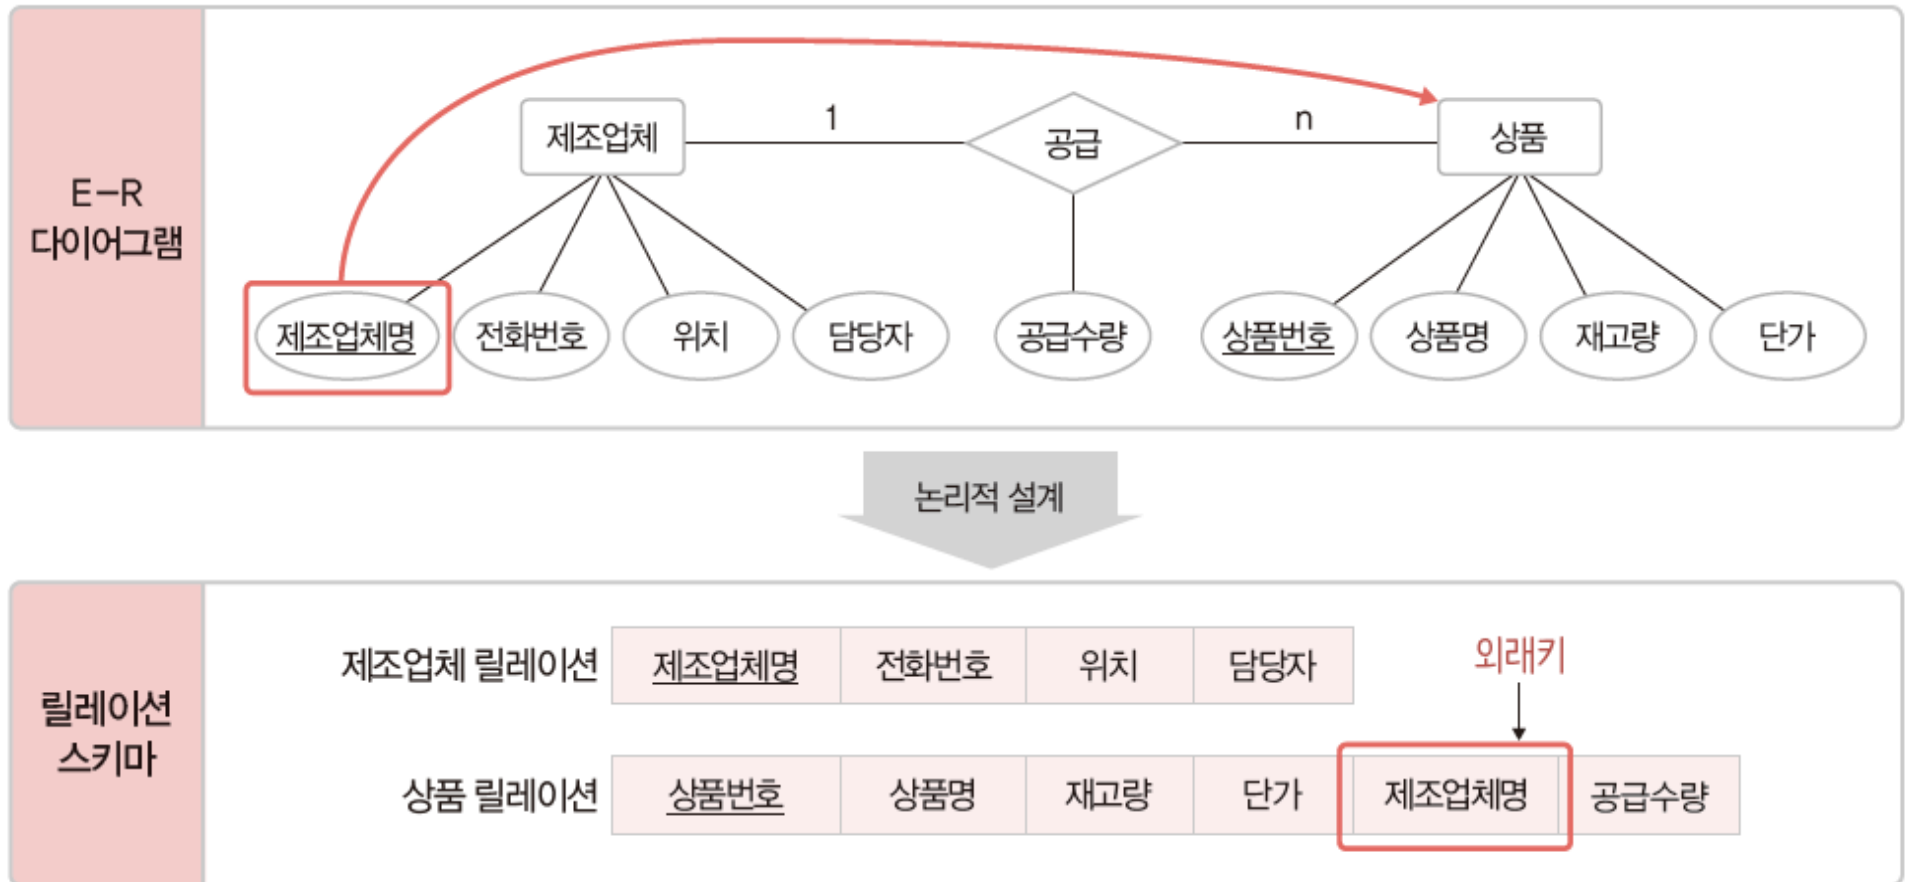 E-R
다이어그램
제조업체
1
공급
n
상품
제조업체명
전화번호
위치
담당자
공급수량
상품번호
상품명
재고량
단가
논리적 설계
릴레이션
스키마
제조업체 릴레이션
제조업체명
전화번호
위치
담당자
외래키
상품 릴레이션
상품번호
상품명
재고량
단가
제조업체명
공급수량